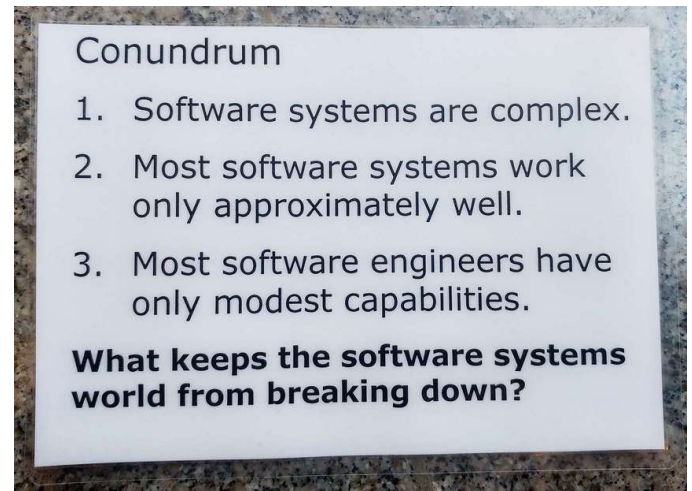 Conundrum
1. Software systems are complex.
2. Most software systems work
only approximately well.
3. Most software engineers have
only modest capabilities.
What keeps the software systems
world from breaking down?